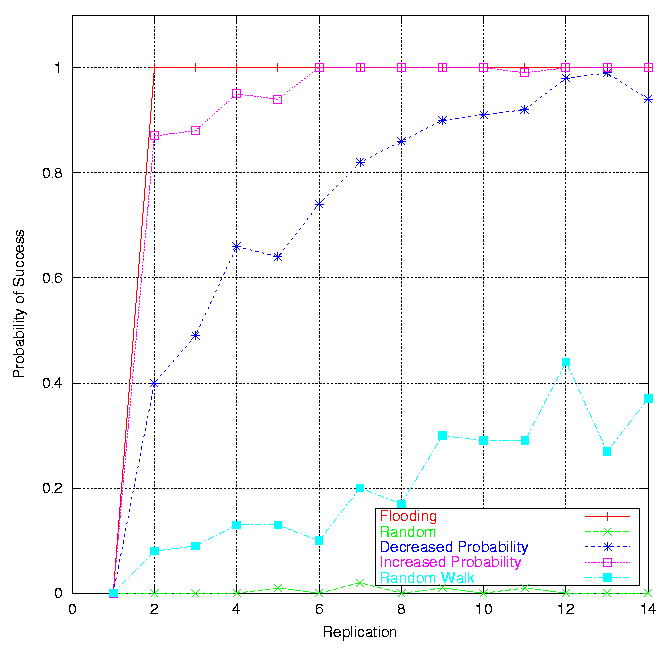 1
0.8
0.6
0.4
0.2
0
Probability of Success
Flooding
Random
Decreased Probability
Increased Probability
Random Walk
0 2 4 6 8 10 12 14
Replication